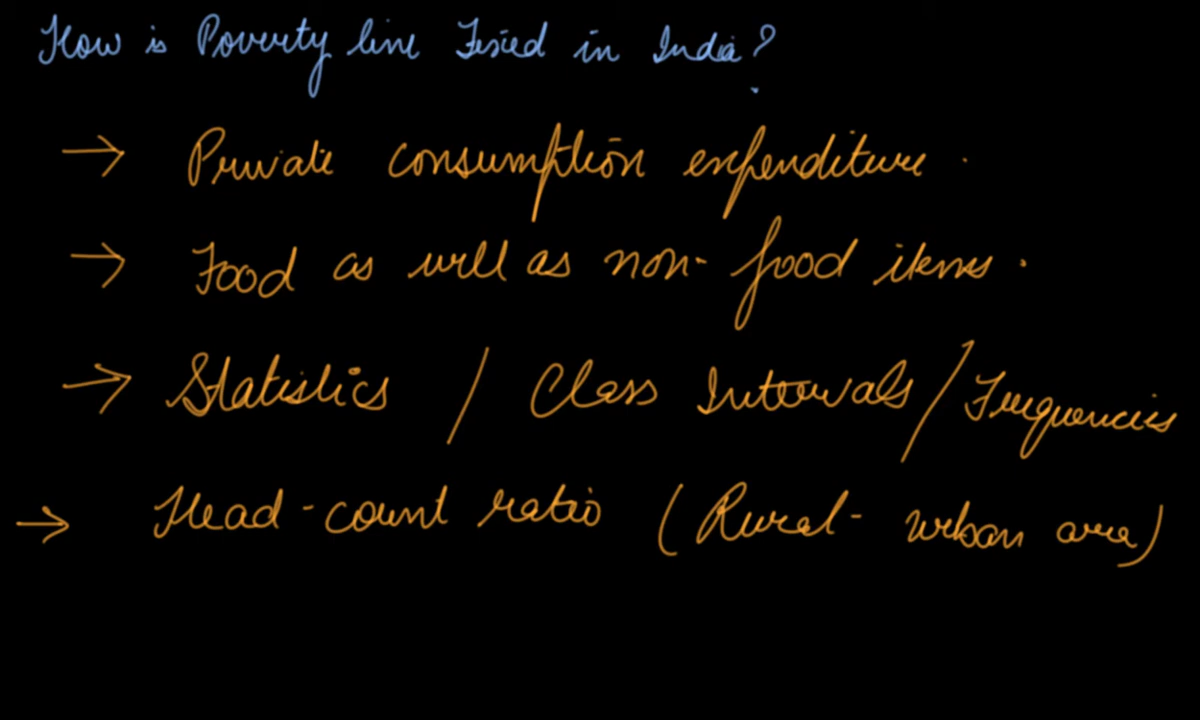 How is Poverty line Fixed in India?
→ Private consumption expenditure.
→ Food as well as non-food items.
→ Statistics / Class Intervals / Frequencies
→ Head-count ratio (Rural-urban area)